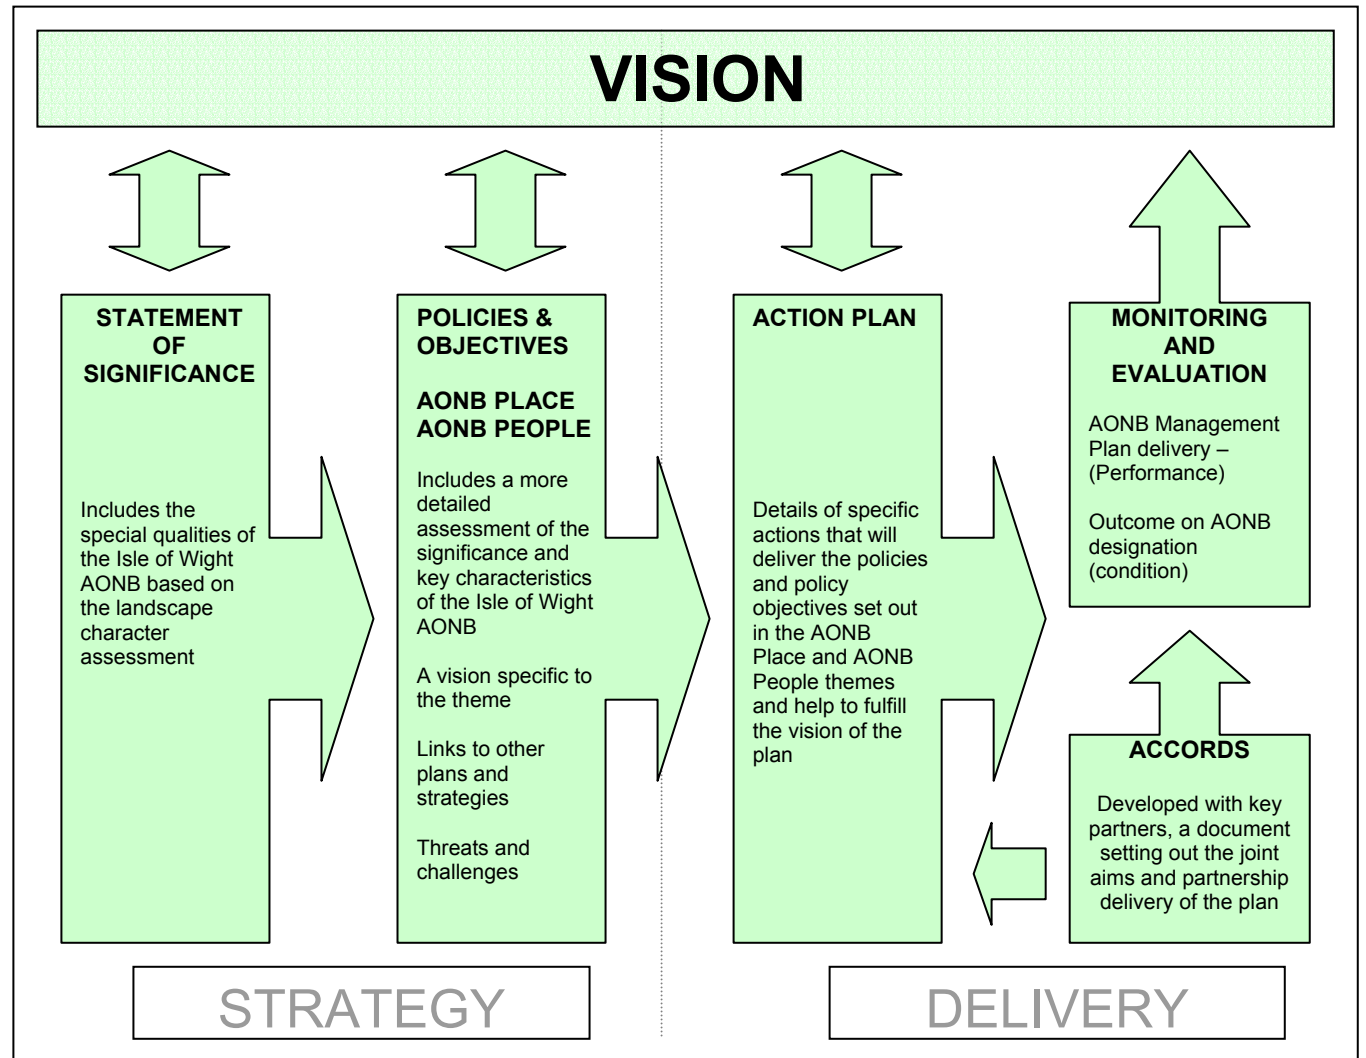 VISION
STATEMENT
OF
SIGNIFICANCE
Includes the
special qualities of
the Isle of Wight
AONB based on
the landscape
character
assessment
POLICIES &
OBJECTIVES
AONB PLACE
AONB PEOPLE
Includes a more
detailed
assessment of the
significance and
key characteristics
of the Isle of Wight
AONB
A vision specific to
the theme
Links to other
plans and
strategies
Threats and
challenges
ACTION PLAN
Details of specific
actions that will
deliver the policies
and policy
objectives set out
in the AONB
Place and AONB
People themes
and help to fulfill
the vision of the
plan
MONITORING
AND
EVALUATION
AONB Management
Plan delivery –
(Performance)
Outcome on AONB
designation
(condition)
ACCORDS
Developed with key
partners, a document
setting out the joint
aims and partnership
delivery of the plan
STRATEGY
DELIVERY